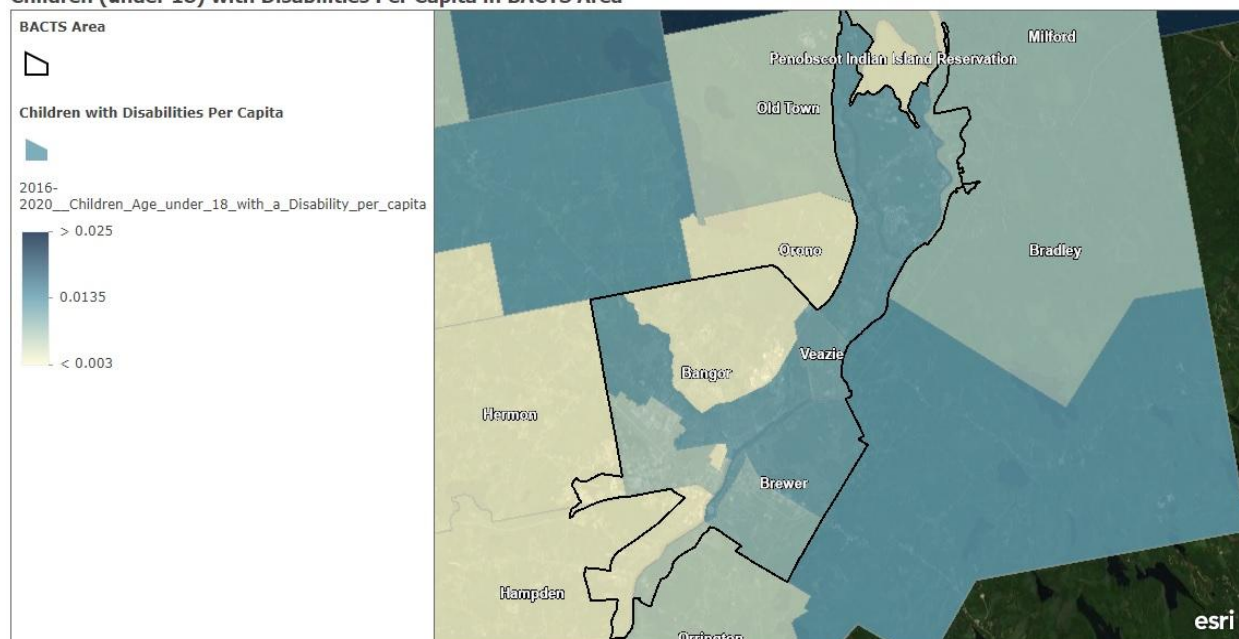 Children (under 18) with Disabilities Per Capita in BACTS Area
BACTS Area
Children with Disabilities Per Capita
2016-
2020__Children_Age_under_18_with_a_Disability_per_capita
> 0.025
0.0135
< 0.003
Milford
Penobscot Indian Island Reservation
Old Town
Orono
Bradley
Veazie
Bangor
Hermon
Brewer
Hampden
Orrington
esri